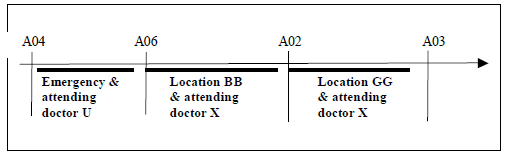 A04 A06 A02 A03
Emergency & Location BB Location GG
attending & attending & attending
doctor U doctor X doctor X